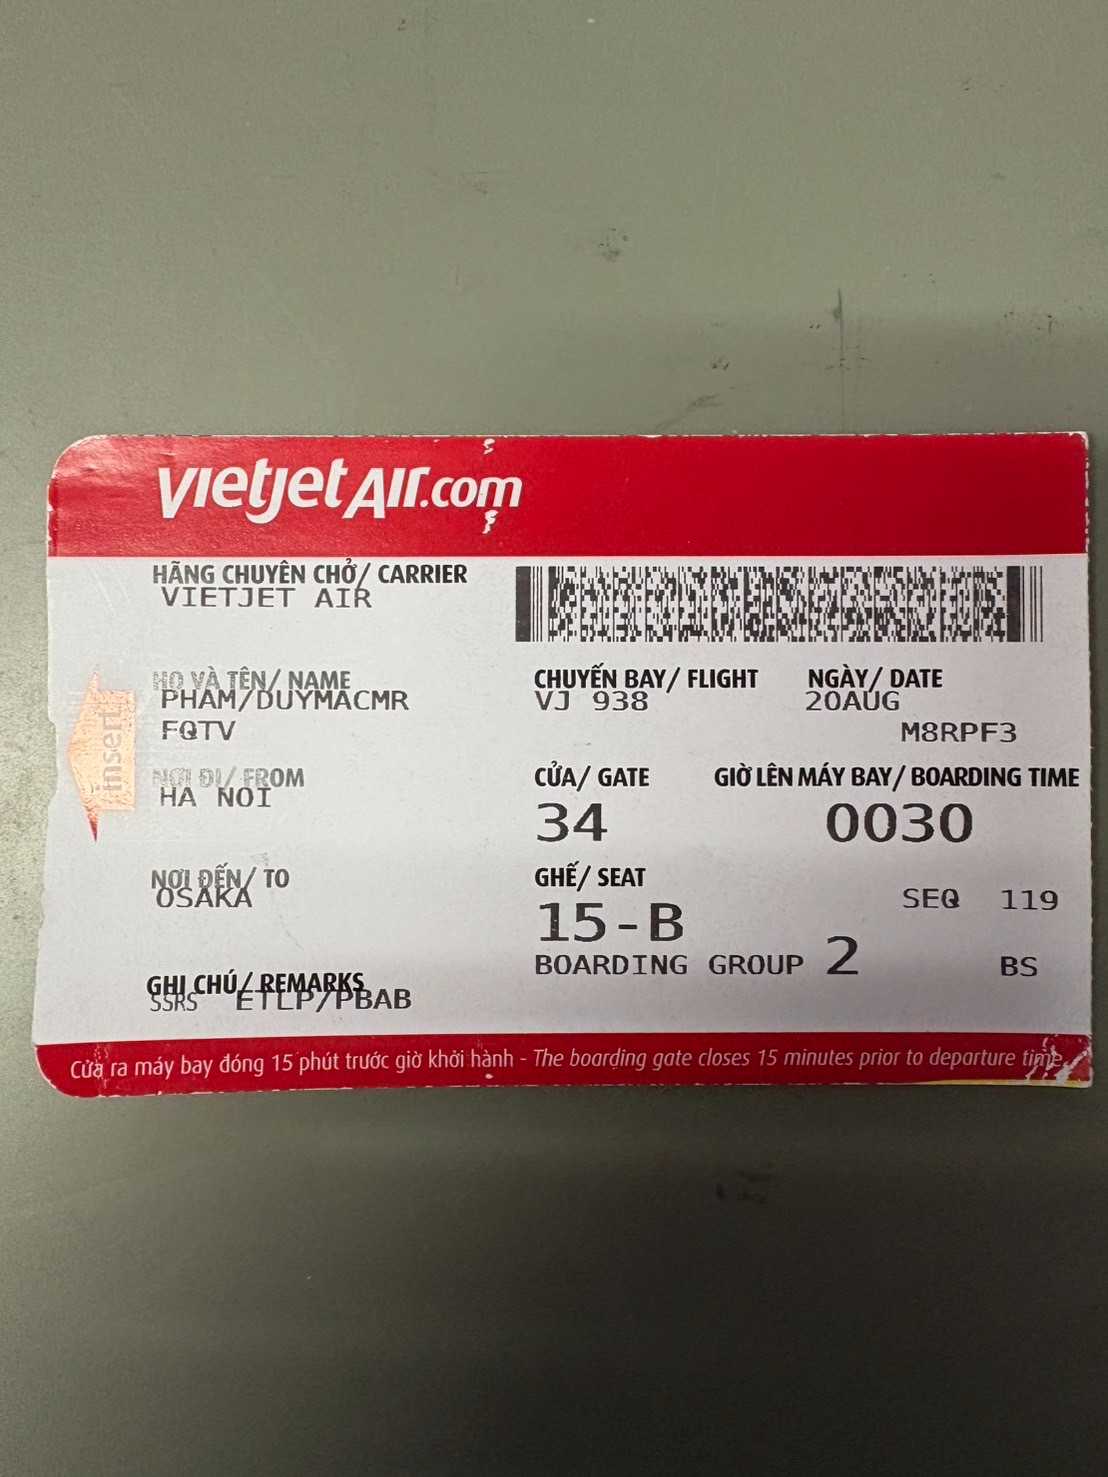 vietjetAir.com
HÃNG CHUYÊN CHỞ/ CARRIER
VIETJET AIR
HỌ VÀ TÊN/ NAME
PHAM/DUYMACMR
FQTV
CHUYẾN BAY/ FLIGHT
VJ 938
NGÀY/ DATE
20AUG
M8RPF3
NƠI ĐI/ FROM
HA NOI
CỬA/ GATE
34
GIỜ LÊN MÁY BAY/ BOARDING TIME
0030
NƠI ĐẾN/ TO
OSAKA
GHẾ/ SEAT
15-B
SEQ 119
BOARDING GROUP 2
BS
GHI CHÚ/ REMARKS
SSRS ETLP/PBAB
insert
Cửa ra máy bay đóng 15 phút trước giờ khởi hành - The boarding gate closes 15 minutes prior to departure time.